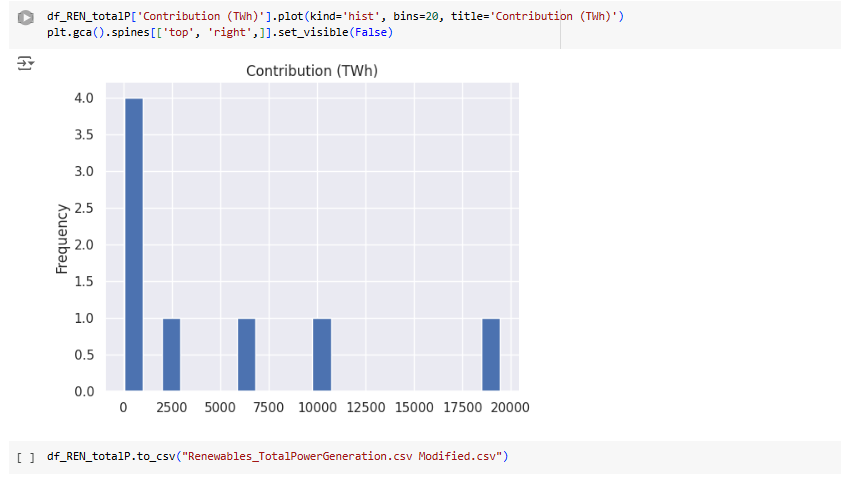 df_REN_totalP['Contribution (TWh)'].plot(kind='hist', bins=20, title='Contribution (TWh)')
plt.gca().spines[['top', 'right',]].set_visible(False)
Contribution (TWh)
4.0
3.5
3.0
2.5
2.0
1.5
1.0
0.5
0.0
Frequency
0 2500 5000 7500 10000 12500 15000 17500 20000
[ ] df_REN_totalP.to_csv("Renewables_TotalPowerGeneration.csv Modified.csv")